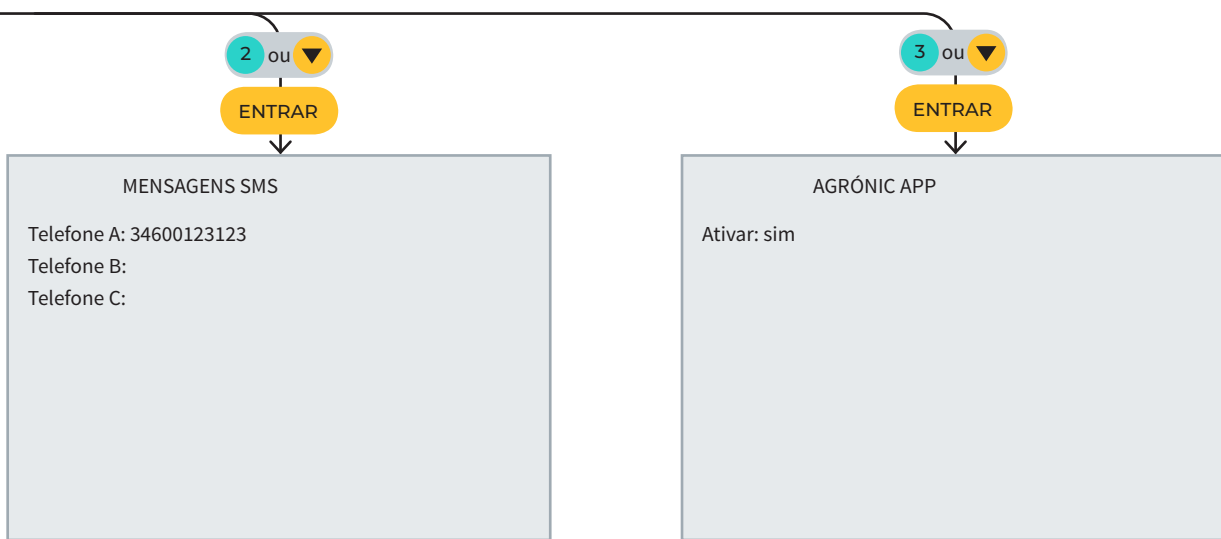 2 ou
ENTRAR
MENSAGENS SMS
Telefone A: 34600123123
Telefone B:
Telefone C:
3 ou
ENTRAR
AGRÓNIC APP
Ativar: sim